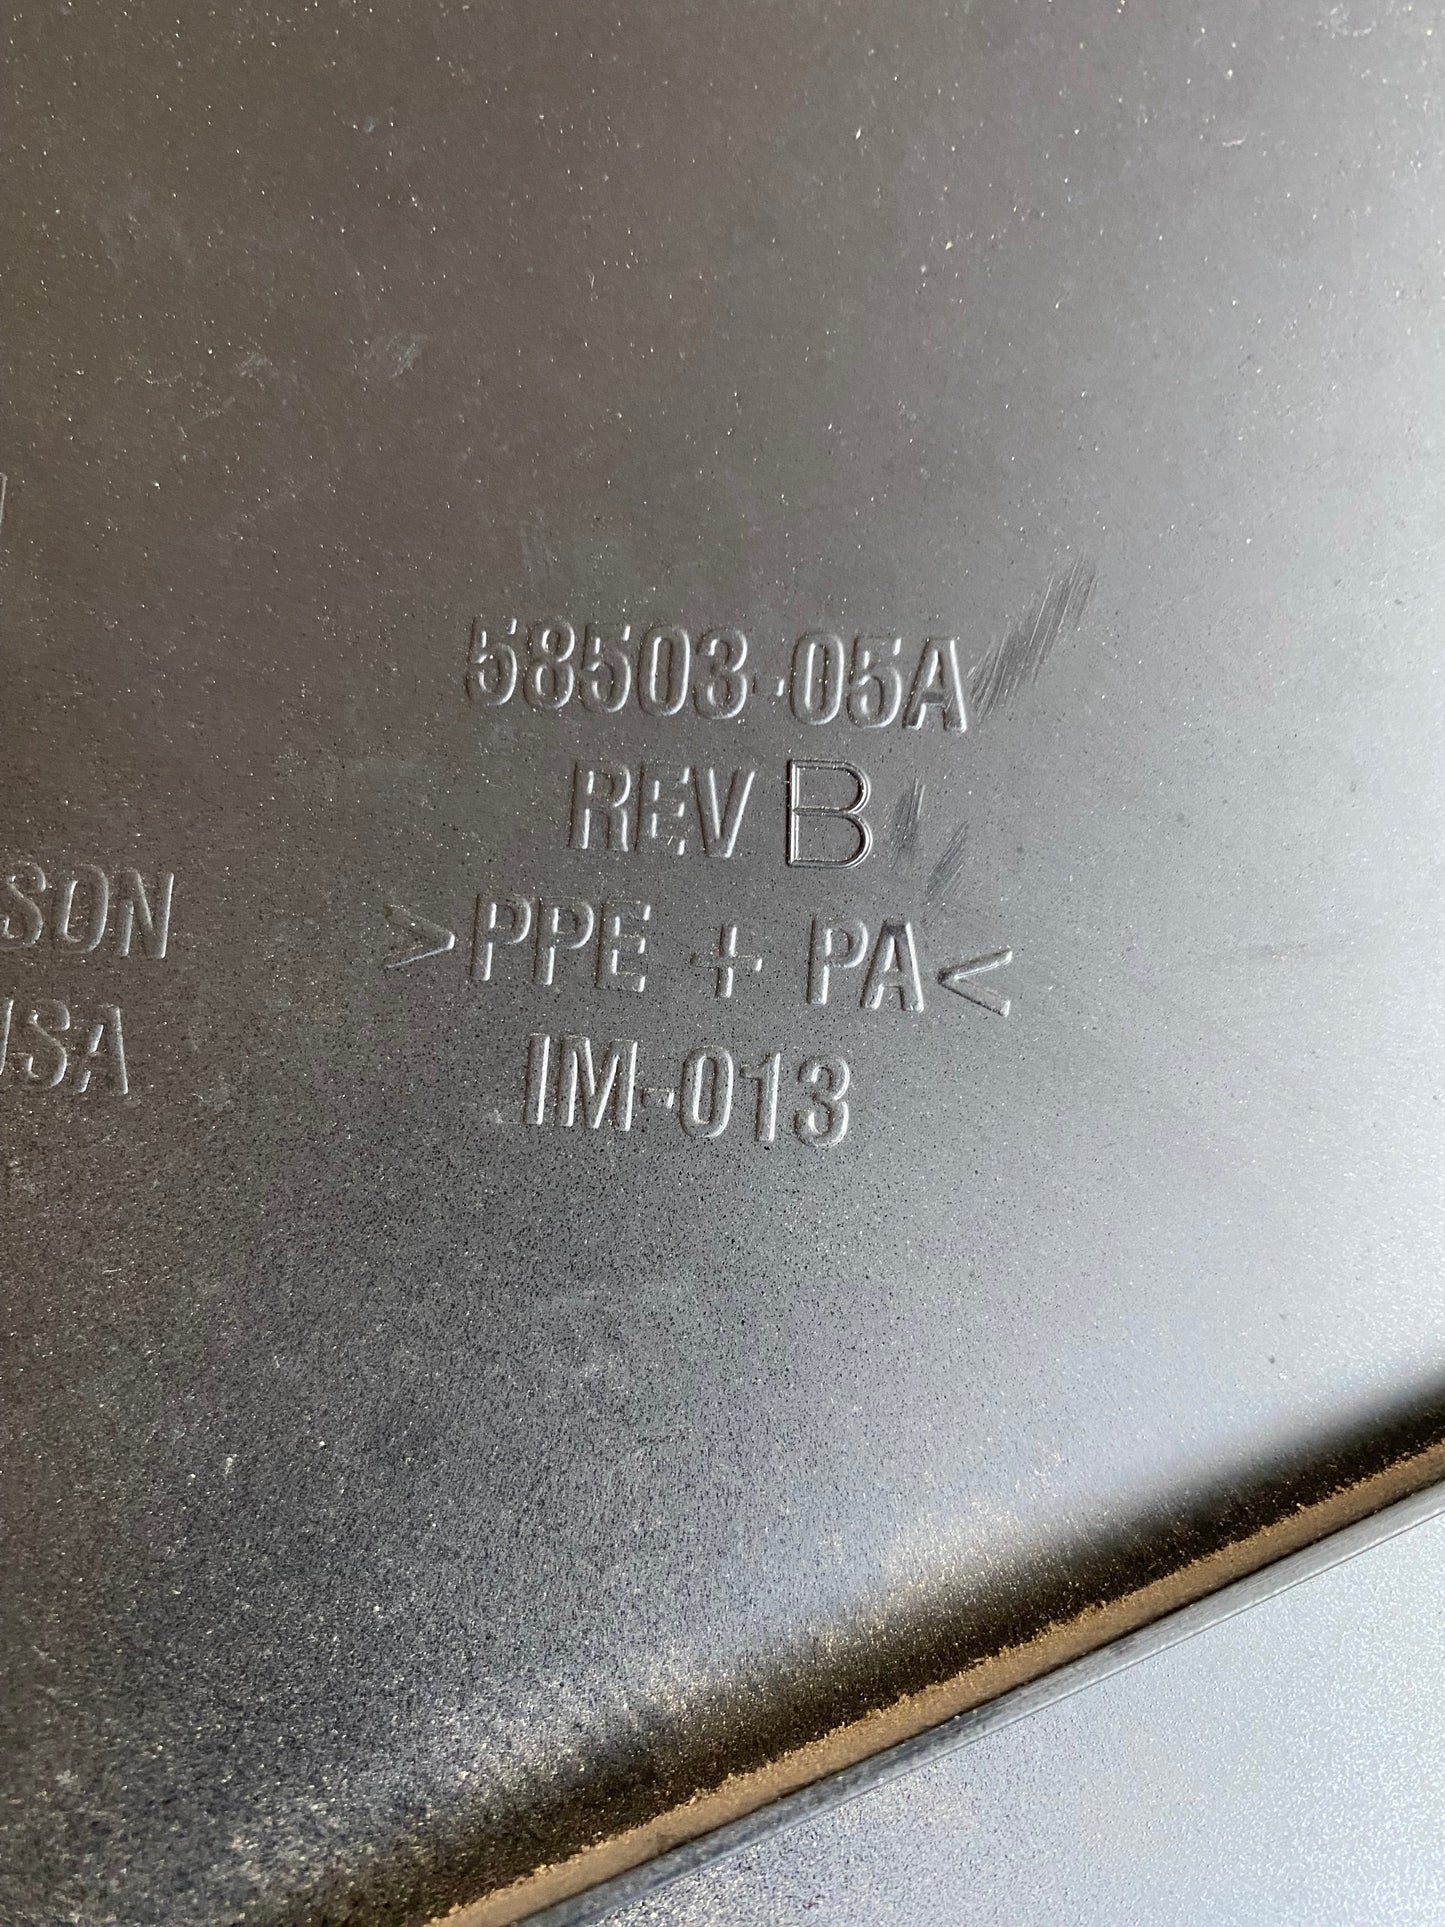 58503-05A
REV B
>PPE + PA<
IM-013
SON
USA